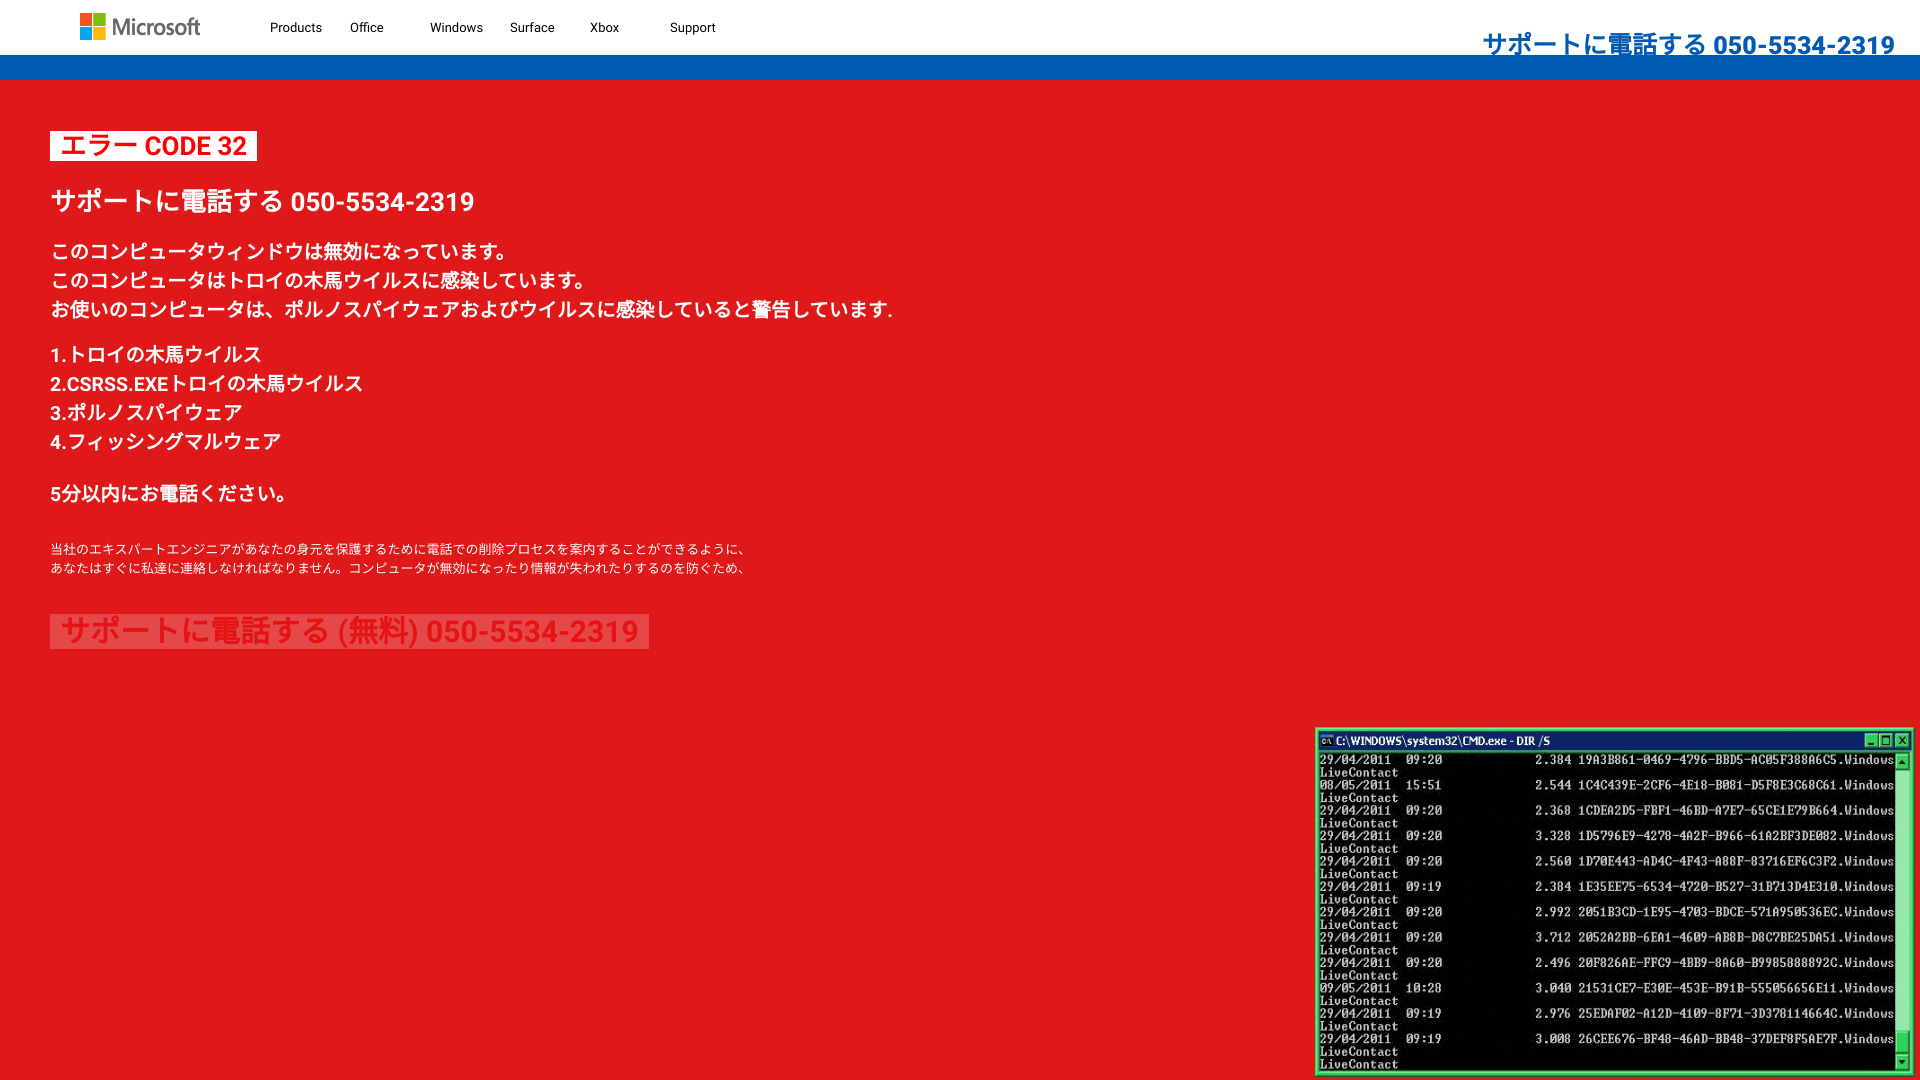 Microsoft
Products Office Windows Surface Xbox Support
サポートに電話する 050-5534-2319
エラー CODE 32
サポートに電話する 050-5534-2319
このコンピュータウィンドウは無効になっています。
このコンピュータはトロイの木馬ウイルスに感染しています。
お使いのコンピュータは、ポルノスパイウェアおよびウイルスに感染していると警告しています.
1.トロイの木馬ウイルス
2.CSRSS.EXEトロイの木馬ウイルス
3.ポルノスパイウェア
4.フィッシングマルウェア
5分以内にお電話ください。
当社のエキスパートエンジニアがあなたの身元を保護するために電話での削除プロセスを案内することができるように、
あなたはすぐに私達に連絡しなければなりません。コンピュータが無効になったり情報が失われたりするのを防ぐため、
サポートに電話する (無料) 050-5534-2319
C:\WINDOWS\system32\CMD.exe - DIR /S
29/04/2011 09:20 2.384 19A3B861-0469-4796-BBD5-AC05F388A6C5.Windows
LiveContact
08/05/2011 15:51 2.544 1C4C439E-2CF6-4E18-B081-D5F8E3C68C61.Windows
LiveContact
29/04/2011 09:20 2.368 1CDEA2D5-FBF1-46BD-A7E7-65CE1E79B664.Windows
LiveContact
29/04/2011 09:20 3.328 1D5796E9-4278-4A2F-B966-61A2BF3DE082.Windows
LiveContact
29/04/2011 09:20 2.560 1D70E443-AD4C-4F43-A88F-83716EF6C3F2.Windows
LiveContact
29/04/2011 09:19 2.384 1E35EE75-6534-4720-B527-31B713D4E310.Windows
LiveContact
29/04/2011 09:20 2.992 2051B3CD-1E95-4703-BDCE-571A950536EC.Windows
LiveContact
29/04/2011 09:20 3.712 2052A2BB-6EA1-4609-AB8B-D8C7BE25DA51.Windows
LiveContact
29/04/2011 09:20 2.496 20F826AE-FFC9-4BB9-8A60-B9985888892C.Windows
LiveContact
09/05/2011 10:28 3.040 21531CE7-E30E-453E-B91B-555056656E11.Windows
LiveContact
29/04/2011 09:19 2.976 25EDAF02-A12D-4109-8F71-3D378114664C.Windows
LiveContact
29/04/2011 09:19 3.008 26CEE676-BF48-46AD-BB48-37DEF8F5AE7F.Windows
LiveContact
LiveContact